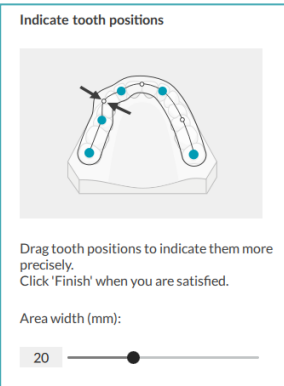 Indicate tooth positions
Drag tooth positions to indicate them more
precisely.
Click 'Finish' when you are satisfied.
Area width (mm):
20